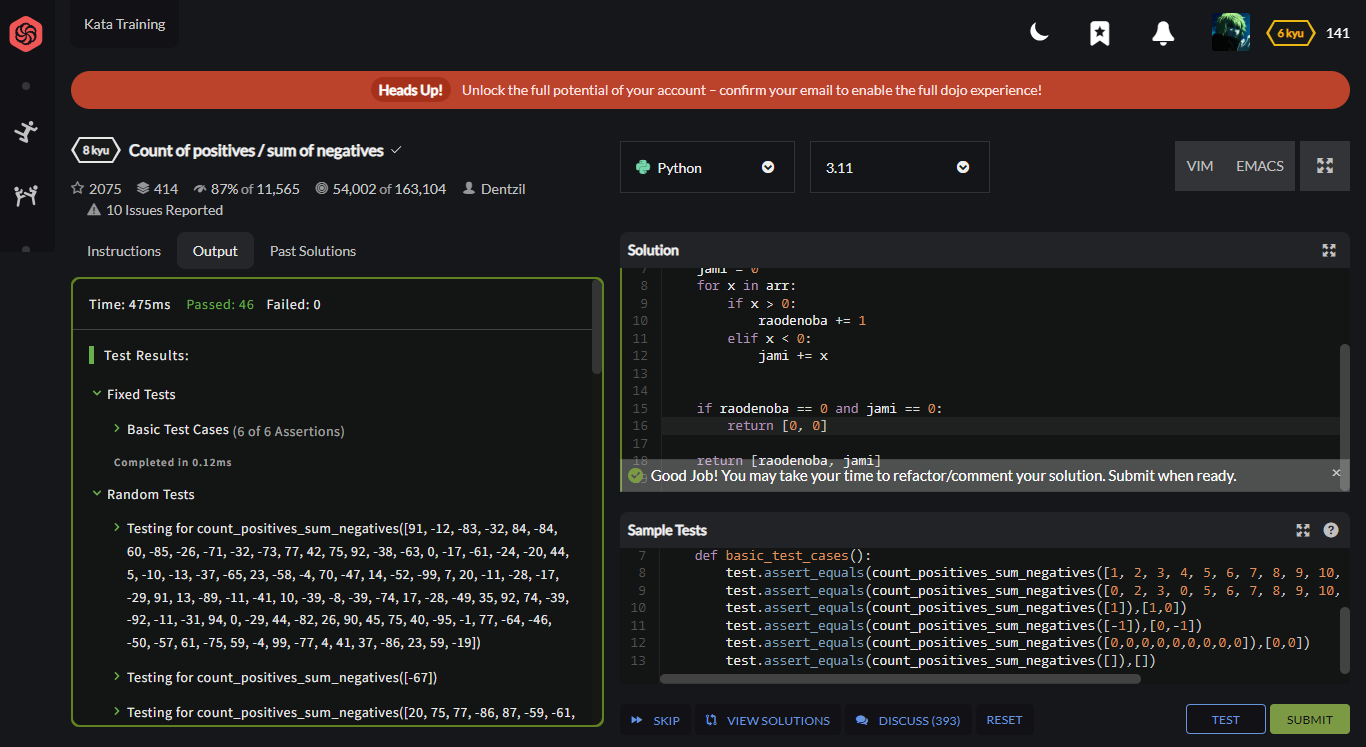 Kata Training
6 kyu 141
Heads Up! Unlock the full potential of your account – confirm your email to enable the full dojo experience!
8 kyu Count of positives / sum of negatives
2075 414 87% of 11,565 54,002 of 163,104 Dentzil
10 Issues Reported
Instructions Output Past Solutions
Time: 475ms Passed: 46 Failed: 0
Test Results:
Fixed Tests
Basic Test Cases (6 of 6 Assertions)
Completed in 0.12ms
Random Tests
Testing for count_positives_sum_negatives([91, -12, -83, -32, 84, -84,
60, -85, -26, -71, -32, -73, 77, 42, 75, 92, -38, -63, 0, -17, -61, -24, -20, 44,
5, -10, -13, -37, -65, 23, -58, -4, 70, -47, 14, -52, -99, 7, 20, -11, -28, -17,
-29, 91, 13, -89, -11, -41, 10, -39, -8, -39, -74, 17, -28, -49, 35, 92, 74, -39,
-92, -11, -31, 94, 0, -29, 44, -82, 26, 90, 45, 75, 40, -95, -1, 77, -64, -46,
-50, -57, 61, -75, 59, -4, 99, -77, 4, 41, 37, -86, 23, 59, -19])
Testing for count_positives_sum_negatives([-67])
Testing for count_positives_sum_negatives([20, 75, 77, -86, 87, -59, -61,
Python 3.11 VIM EMACS
Solution
7 jami = 0
8 for x in arr:
9 if x > 0:
10 raodenoba += 1
11 elif x < 0:
12 jami += x
13
14
15 if raodenoba == 0 and jami == 0:
16 return [0, 0]
17
18 return [raodenoba, jami]
Good Job! You may take your time to refactor/comment your solution. Submit when ready. ×
Sample Tests ?
7 def basic_test_cases():
8 test.assert_equals(count_positives_sum_negatives([1, 2, 3, 4, 5, 6, 7, 8, 9, 10,
9 test.assert_equals(count_positives_sum_negatives([0, 2, 3, 0, 5, 6, 7, 8, 9, 10,
10 test.assert_equals(count_positives_sum_negatives([1]),[1,0])
11 test.assert_equals(count_positives_sum_negatives([-1]),[0,-1])
12 test.assert_equals(count_positives_sum_negatives([0,0,0,0,0,0,0,0,0]),[0,0])
13 test.assert_equals(count_positives_sum_negatives([]),[])
SKIP VIEW SOLUTIONS DISCUSS (393) RESET TEST SUBMIT